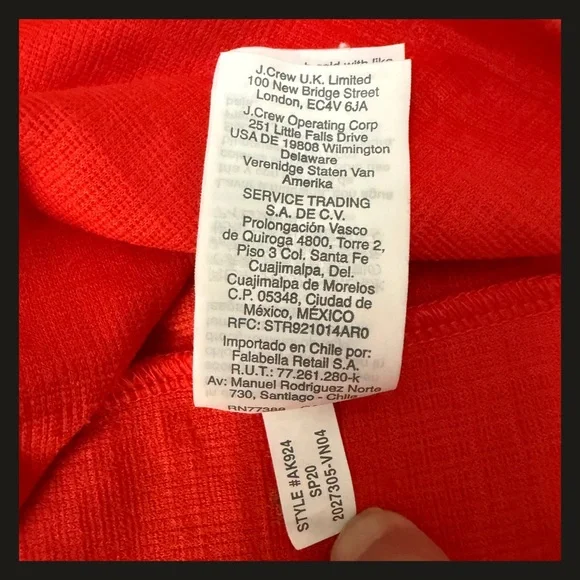 with like
J.Crew U.K. Limited
100 New Bridge Street
London, EC4V 6JA
J.Crew Operating Corp
251 Little Falls Drive
USA DE 19808 Wilmington
Delaware
Verenidge Staten Van
Amerika
SERVICE TRADING
S.A. DE C.V.
Prolongación Vasco
de Quiroga 4800, Torre 2,
Piso 3 Col. Santa Fe
Cuajimalpa, Del.
Cuajimalpa de Morelos
C.P. 05348, Ciudad de
México, MÉXICO
RFC: STR921014AR0
Importado en Chile por:
Falabella Retail S.A.
R.U.T.: 77.261.280-k
Av: Manuel Rodriguez Norte
730, Santiago - Chile
RN77388
STYLE #AK924
SP20
2027305-VN04